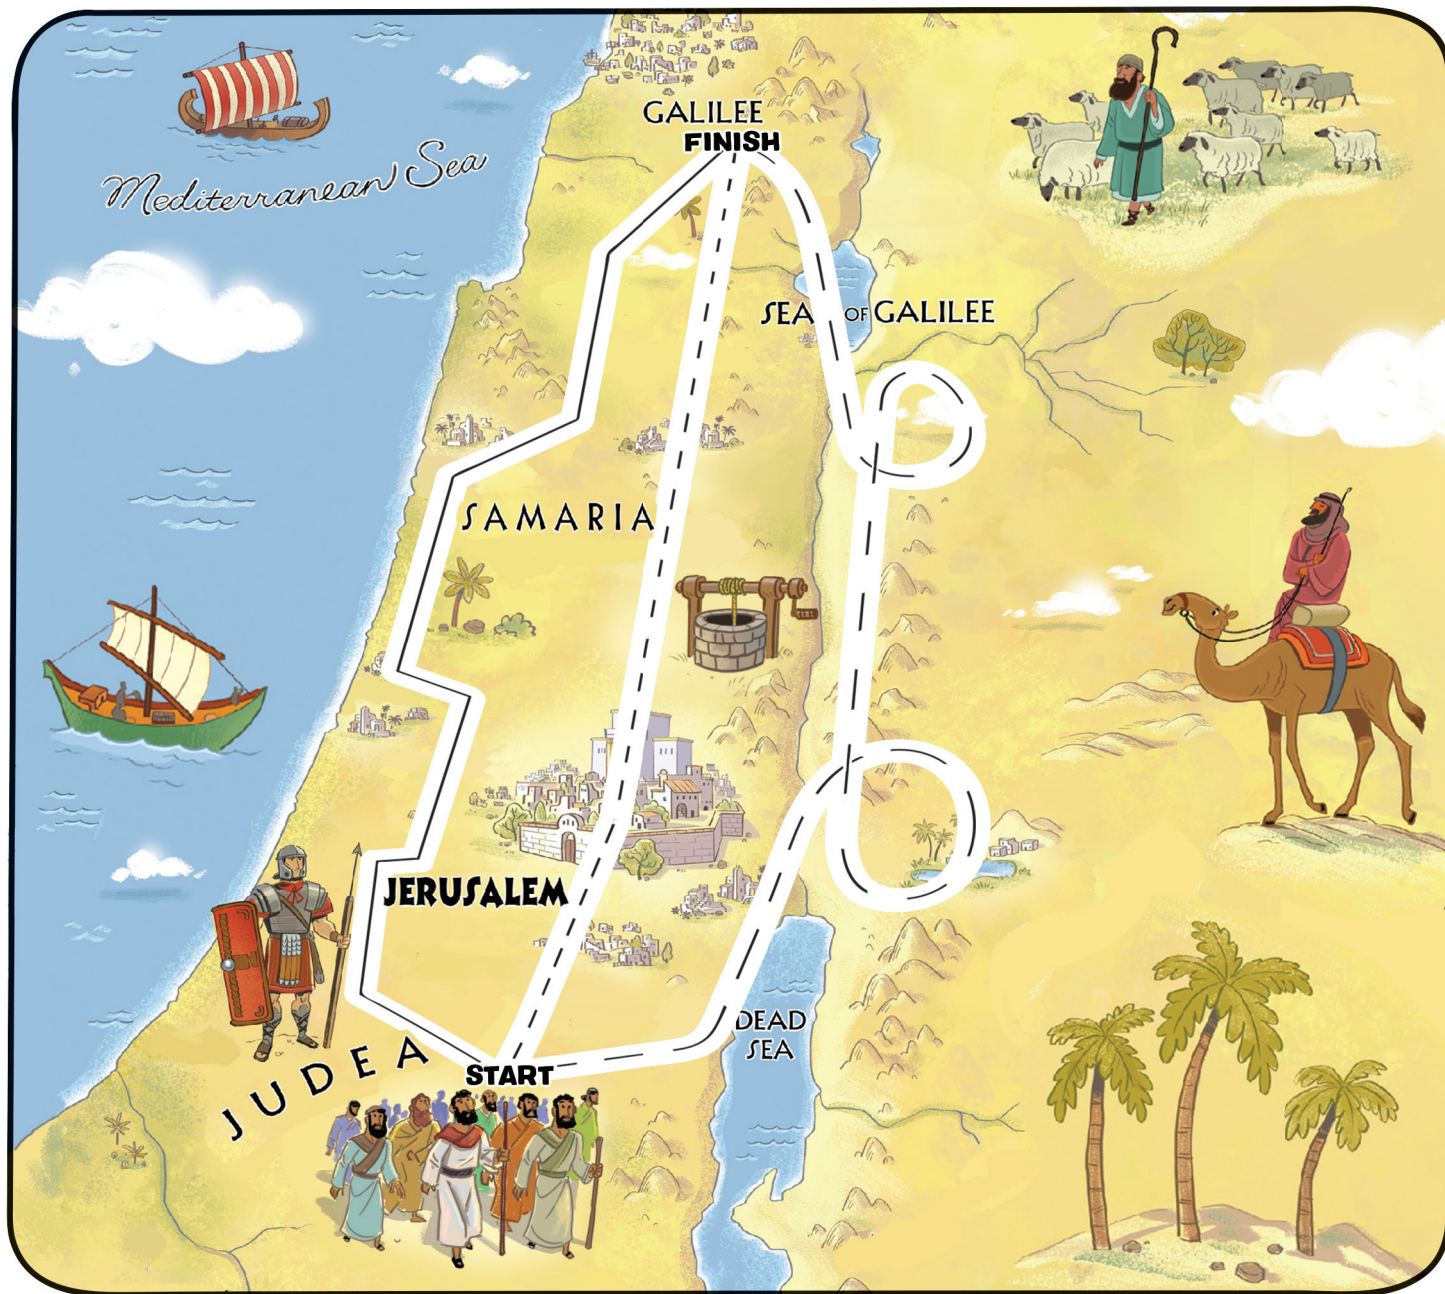 GALILEE
FINISH
Mediterranean Sea
SEA OF GALILEE
SAMARIA
JERUSALEM
DEAD
SEA
JUDEA
START